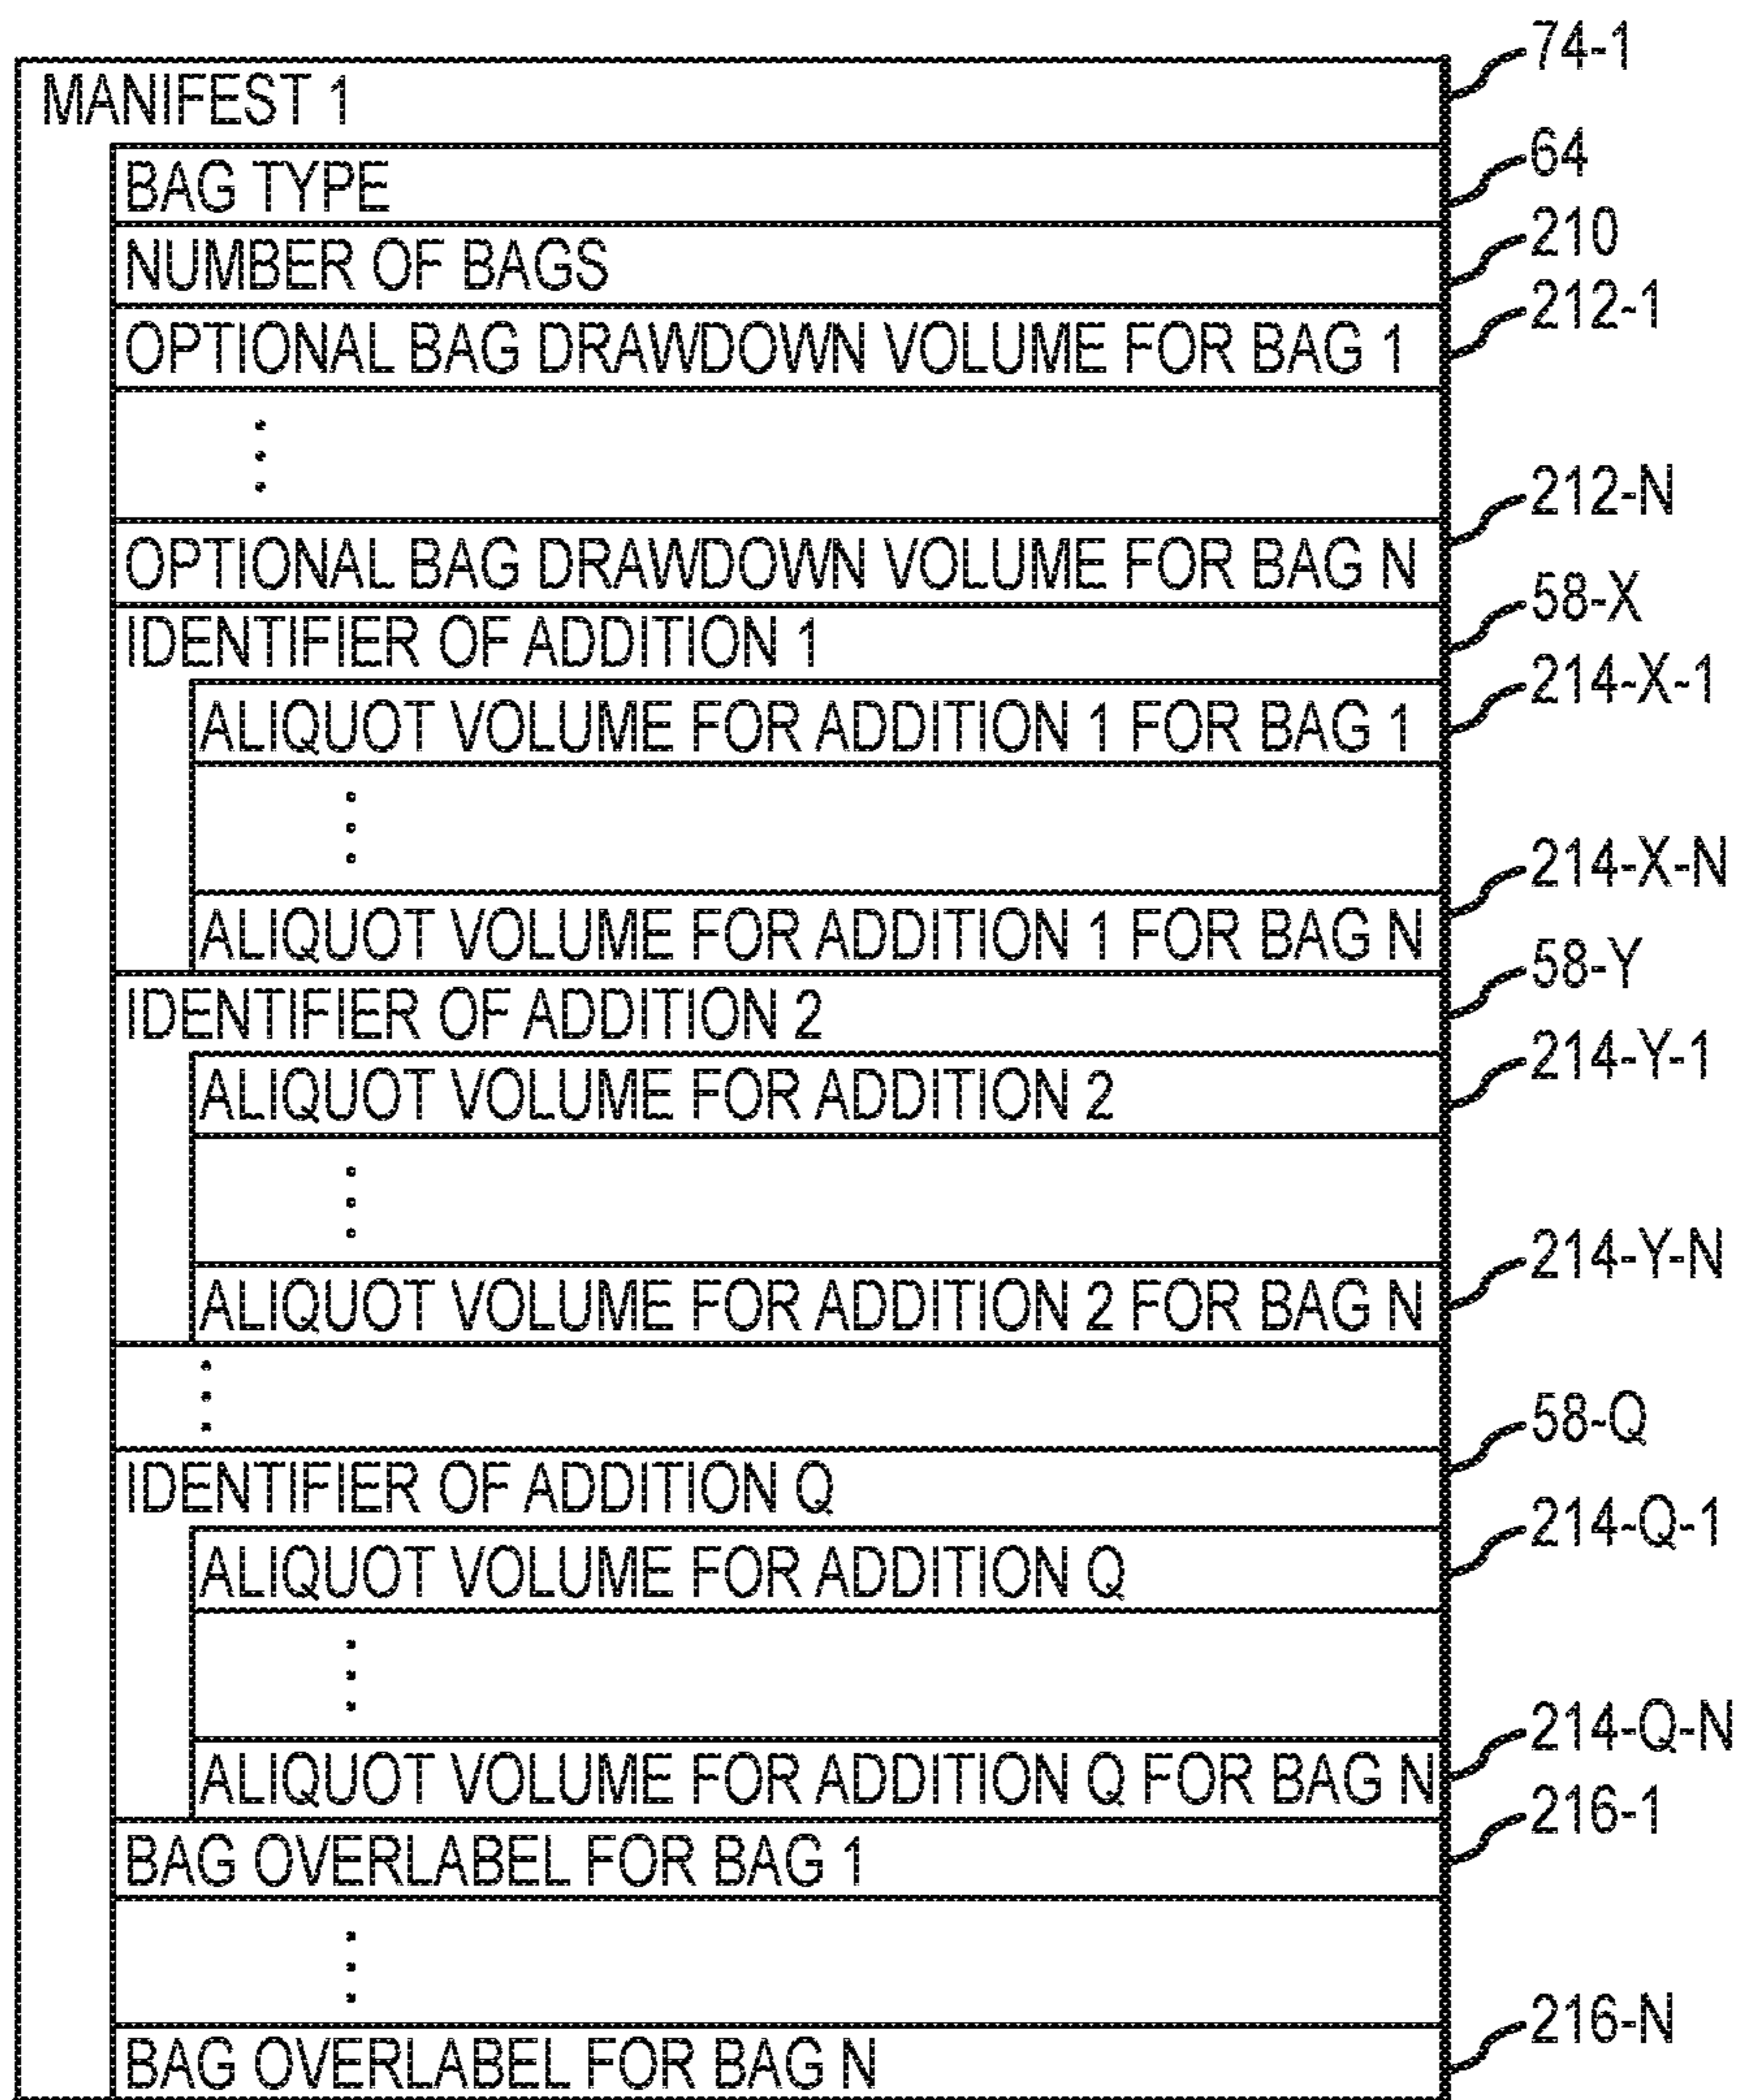 74-1
MANIFEST 1
64
BAG TYPE
210
NUMBER OF BAGS
212-1
OPTIONAL BAG DRAWDOWN VOLUME FOR BAG 1
212-N
OPTIONAL BAG DRAWDOWN VOLUME FOR BAG N
58-X
IDENTIFIER OF ADDITION 1
214-X-1
ALIQUOT VOLUME FOR ADDITION 1 FOR BAG 1
214-X-N
ALIQUOT VOLUME FOR ADDITION 1 FOR BAG N
58-Y
IDENTIFIER OF ADDITION 2
214-Y-1
ALIQUOT VOLUME FOR ADDITION 2
214-Y-N
ALIQUOT VOLUME FOR ADDITION 2 FOR BAG N
58-Q
IDENTIFIER OF ADDITION Q
214-Q-1
ALIQUOT VOLUME FOR ADDITION Q
214-Q-N
ALIQUOT VOLUME FOR ADDITION Q FOR BAG N
216-1
BAG OVERLABEL FOR BAG 1
216-N
BAG OVERLABEL FOR BAG N